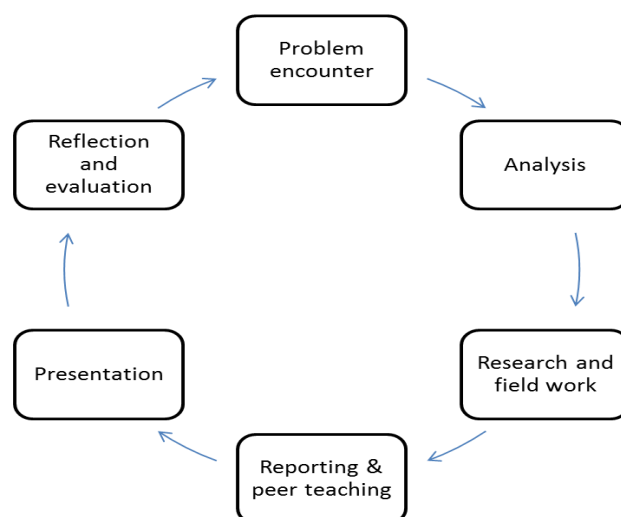 Problem
encounter
Analysis
Research and
field work
Reporting &
peer teaching
Presentation
Reflection
and
evaluation